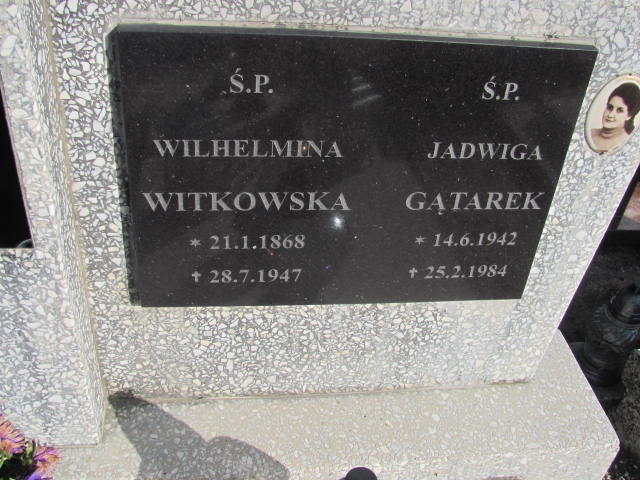 Ś.P.
WILHELMINA
WITKOWSKA
* 21.1.1868
✝ 28.7.1947
Ś.P.
JADWIGA
GĄTAREK
* 14.6.1942
✝ 25.2.1984